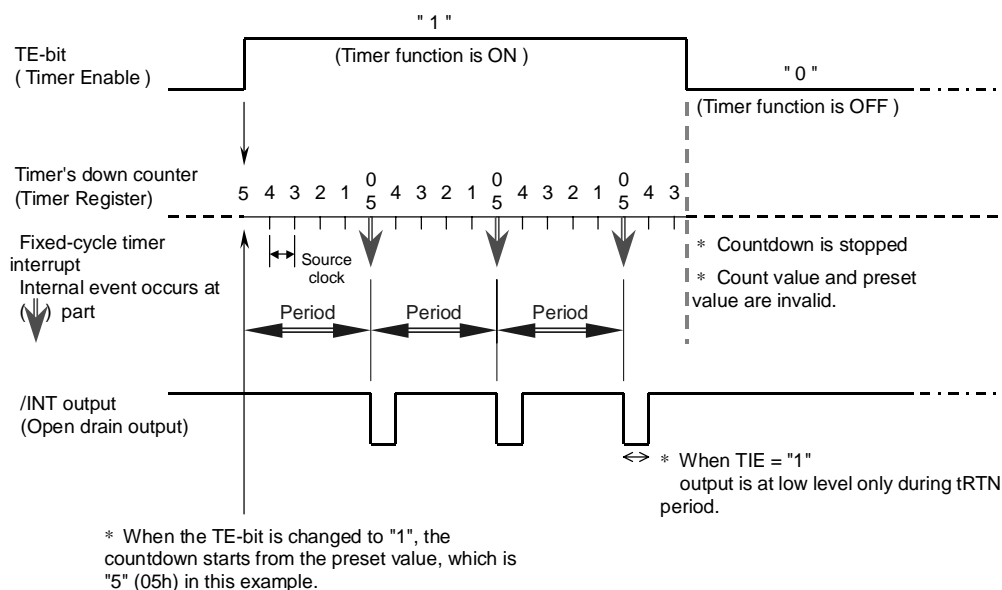 " 1 "
TE-bit
( Timer Enable )
(Timer function is ON )
" 0 "
(Timer function is OFF )
Timer's down counter
(Timer Register)
5 4 3 2 1 0 5 4 3 2 1 0 5 4 3 2 1 0 5 4 3
Fixed-cycle timer
interrupt
Internal event occurs at
( ) part
Source
clock
* Countdown is stopped
* Count value and preset
value are invalid.
Period Period Period
/INT output
(Open drain output)
* When TIE = "1"
output is at low level only during tRTN
period.
* When the TE-bit is changed to "1", the
countdown starts from the preset value, which is
"5" (05h) in this example.